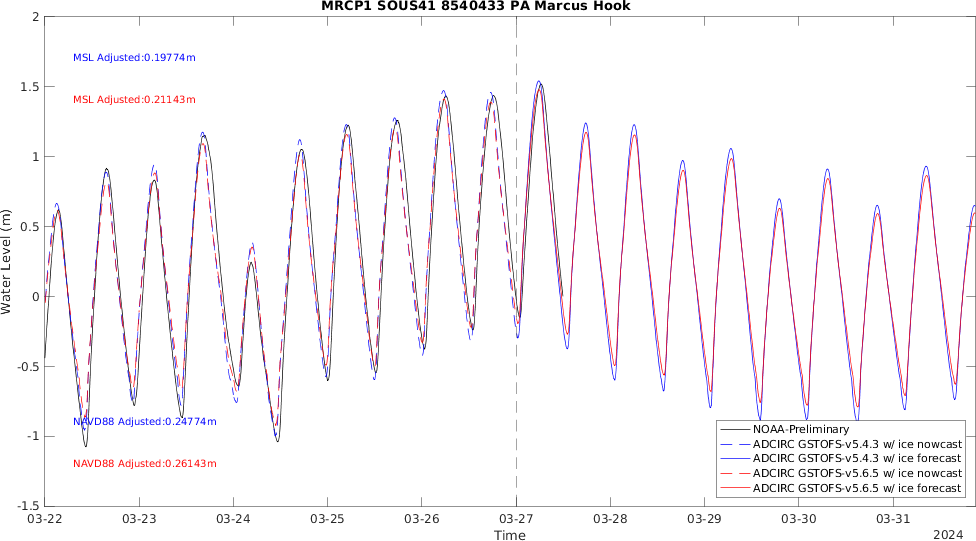 MRCP1 SOUS41 8540433 PA Marcus Hook
2
1.5
1
0.5
0
-0.5
-1
-1.5
Water Level (m)
MSL Adjusted:0.19774m
MSL Adjusted:0.21143m
NAVD88 Adjusted:0.24774m
NAVD88 Adjusted:0.26143m
NOAA-Preliminary
ADCIRC GSTOFS-v5.4.3 w/ ice nowcast
ADCIRC GSTOFS-v5.4.3 w/ ice forecast
ADCIRC GSTOFS-v5.6.5 w/ ice nowcast
ADCIRC GSTOFS-v5.6.5 w/ ice forecast
03-22 03-23 03-24 03-25 03-26 03-27 03-28 03-29 03-30 03-31
Time
2024